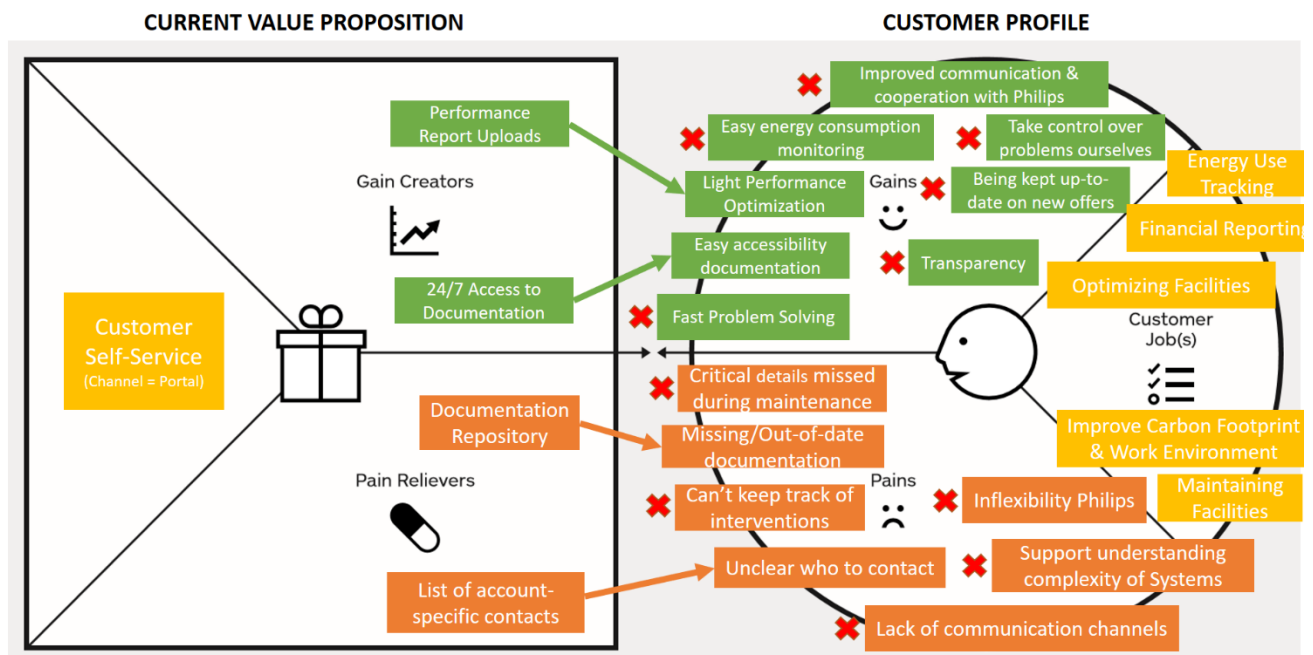 CURRENT VALUE PROPOSITION
CUSTOMER PROFILE
Performance
Report Uploads
Gain Creators
24/7 Access to
Documentation
Customer
Self-Service
(Channel = Portal)
Documentation
Repository
Pain Relievers
List of account-
specific contacts
Improved communication &
cooperation with Philips
Easy energy consumption
monitoring
Take control over
problems ourselves
Light Performance
Optimization
Gains
Being kept up-to-
date on new offers
Easy accessibility
documentation
Transparency
Fast Problem Solving
Energy Use
Tracking
Financial Reporting
Optimizing Facilities
Customer
Job(s)
Improve Carbon Footprint
& Work Environment
Maintaining
Facilities
Critical details missed
during maintenance
Missing/Out-of-date
documentation
Can't keep track of
interventions
Pains
Inflexibility Philips
Unclear who to contact
Support understanding
complexity of Systems
Lack of communication channels